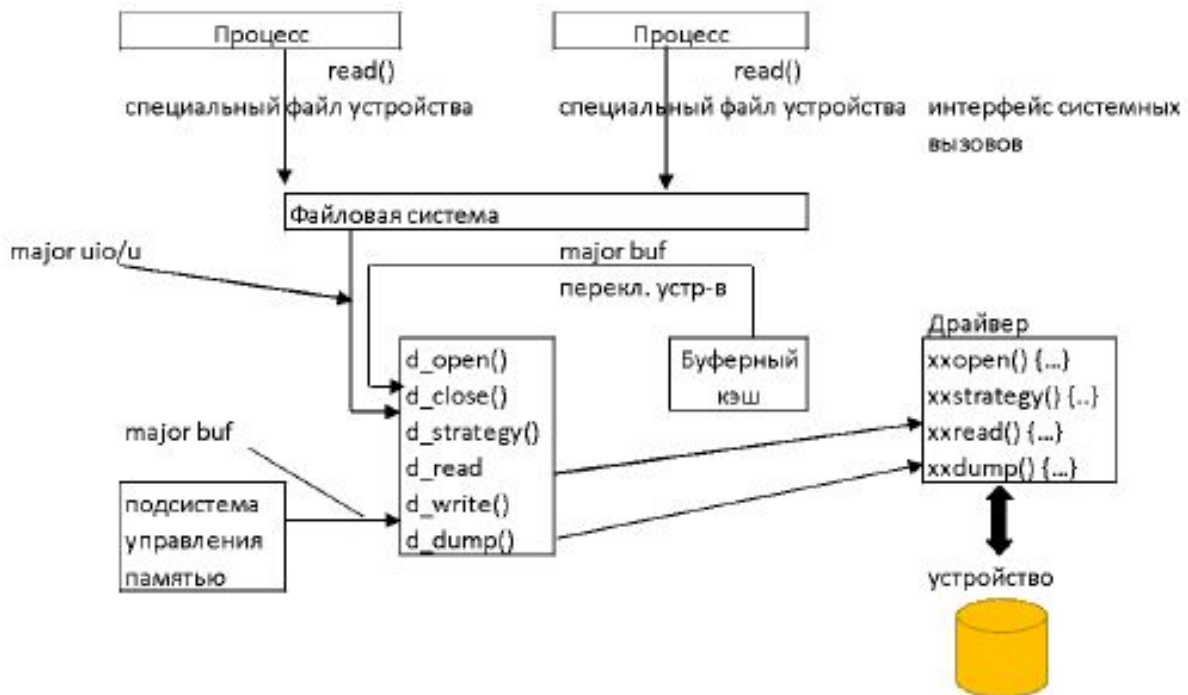 Процесс
Процесс
read()
read()
специальный файл устройства
специальный файл устройства
интерфейс системных
вызовов
Файловая система
major uio/u
major buf
перекл. устр-в
Драйвер
d_open()
d_close()
d_strategy()
d_read
d_write()
d_dump()
Буферный
кэш
xxopen() {...}
xxstrategy() {..}
xxread() {...}
xxdump() {...}
major buf
подсистема
управления
памятью
устройство